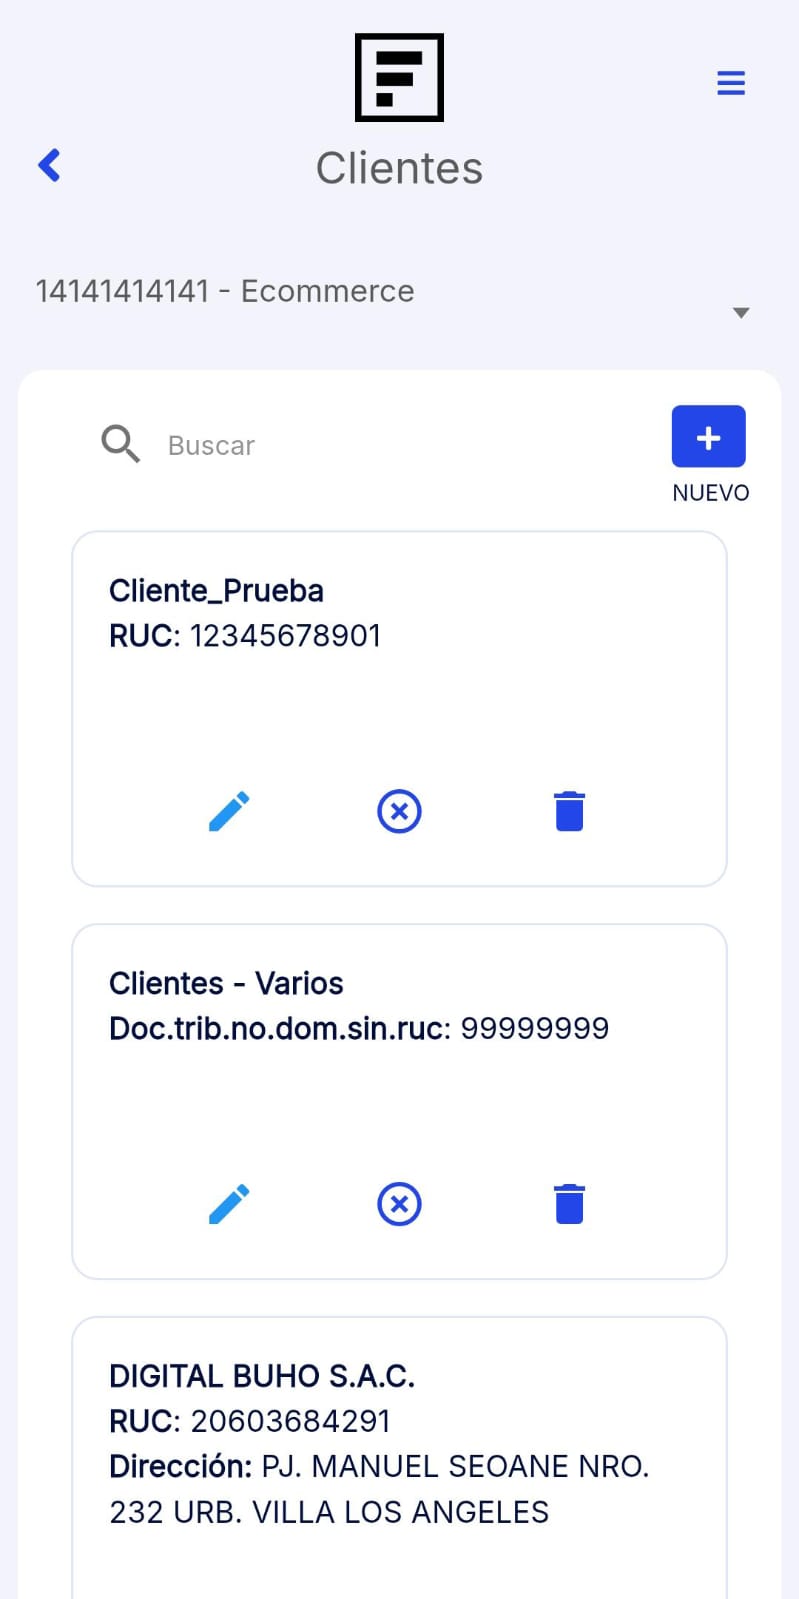 Clientes
14141414141 - Ecommerce
Buscar
NUEVO
Cliente_Prueba
RUC: 12345678901
Clientes - Varios
Doc.trib.no.dom.sin.ruc: 99999999
DIGITAL BUHO S.A.C.
RUC: 20603684291
Dirección: PJ. MANUEL SEOANE NRO.
232 URB. VILLA LOS ANGELES